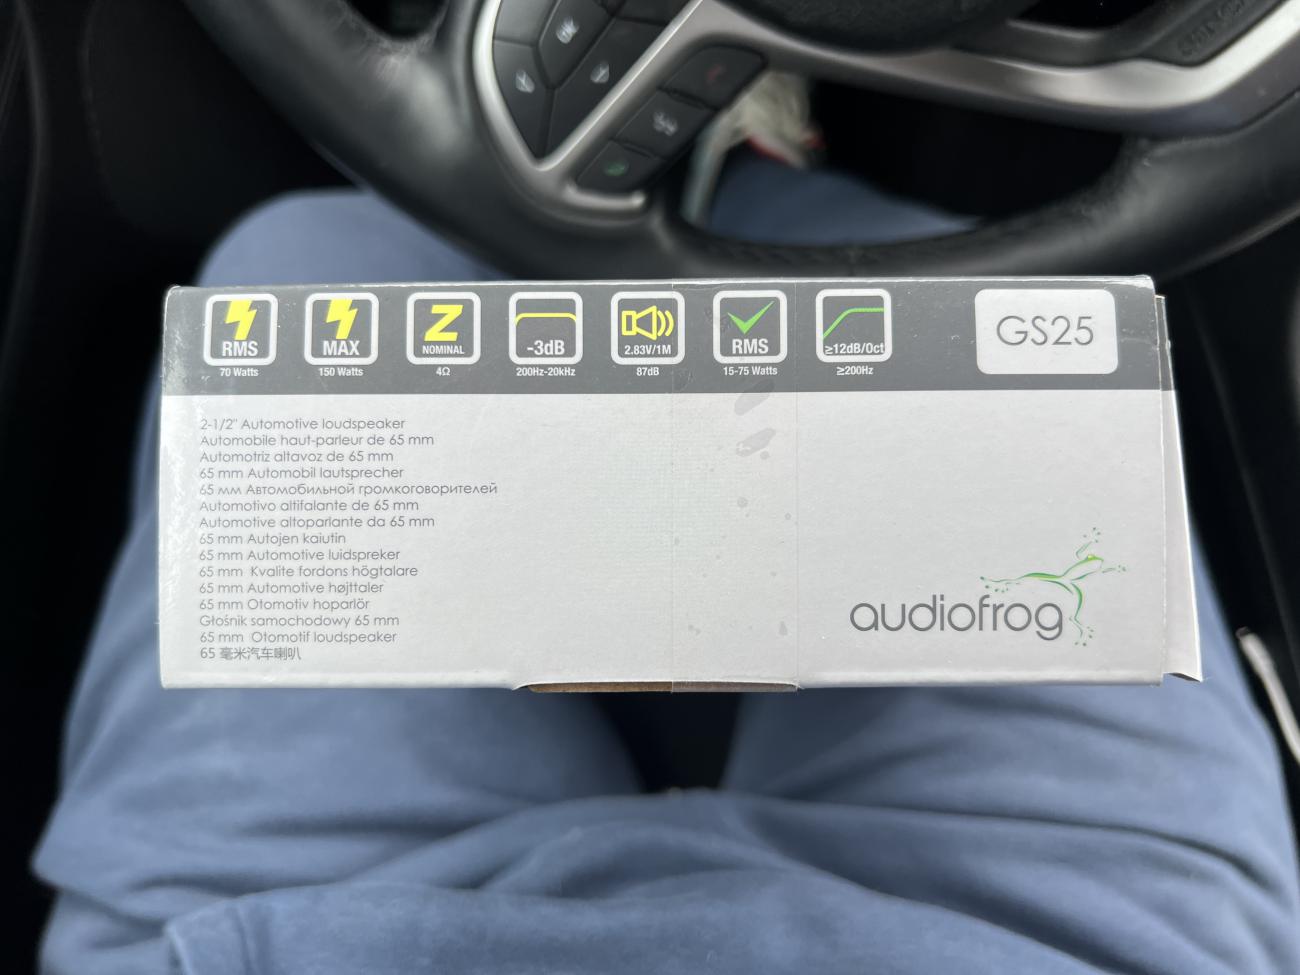 RMS
70 Watts
MAX
150 Watts
Z
NOMINAL
4Ω
-3dB
200Hz-20kHz
2.83V/1M
87dB
RMS
15-75 Watts
≥12dB/Oct
≥200Hz
GS25
2-1/2" Automotive loudspeaker
Automobile haut-parleur de 65 mm
Automotriz altavoz de 65 mm
65 mm Automobil lautsprecher
65 мм Автомобильной громкоговорителей
Automotivo altifalante de 65 mm
Automotive altoparlante da 65 mm
65 mm Autojen kaiutin
65 mm Automotive luidspreker
65 mm Kvalite fordons högtalare
65 mm Automotive højttaler
65 mm Otomotiv hoparlör
Głośnik samochodowy 65 mm
65 mm Otomotif loudspeaker
65 毫米汽车喇叭
audiofrog